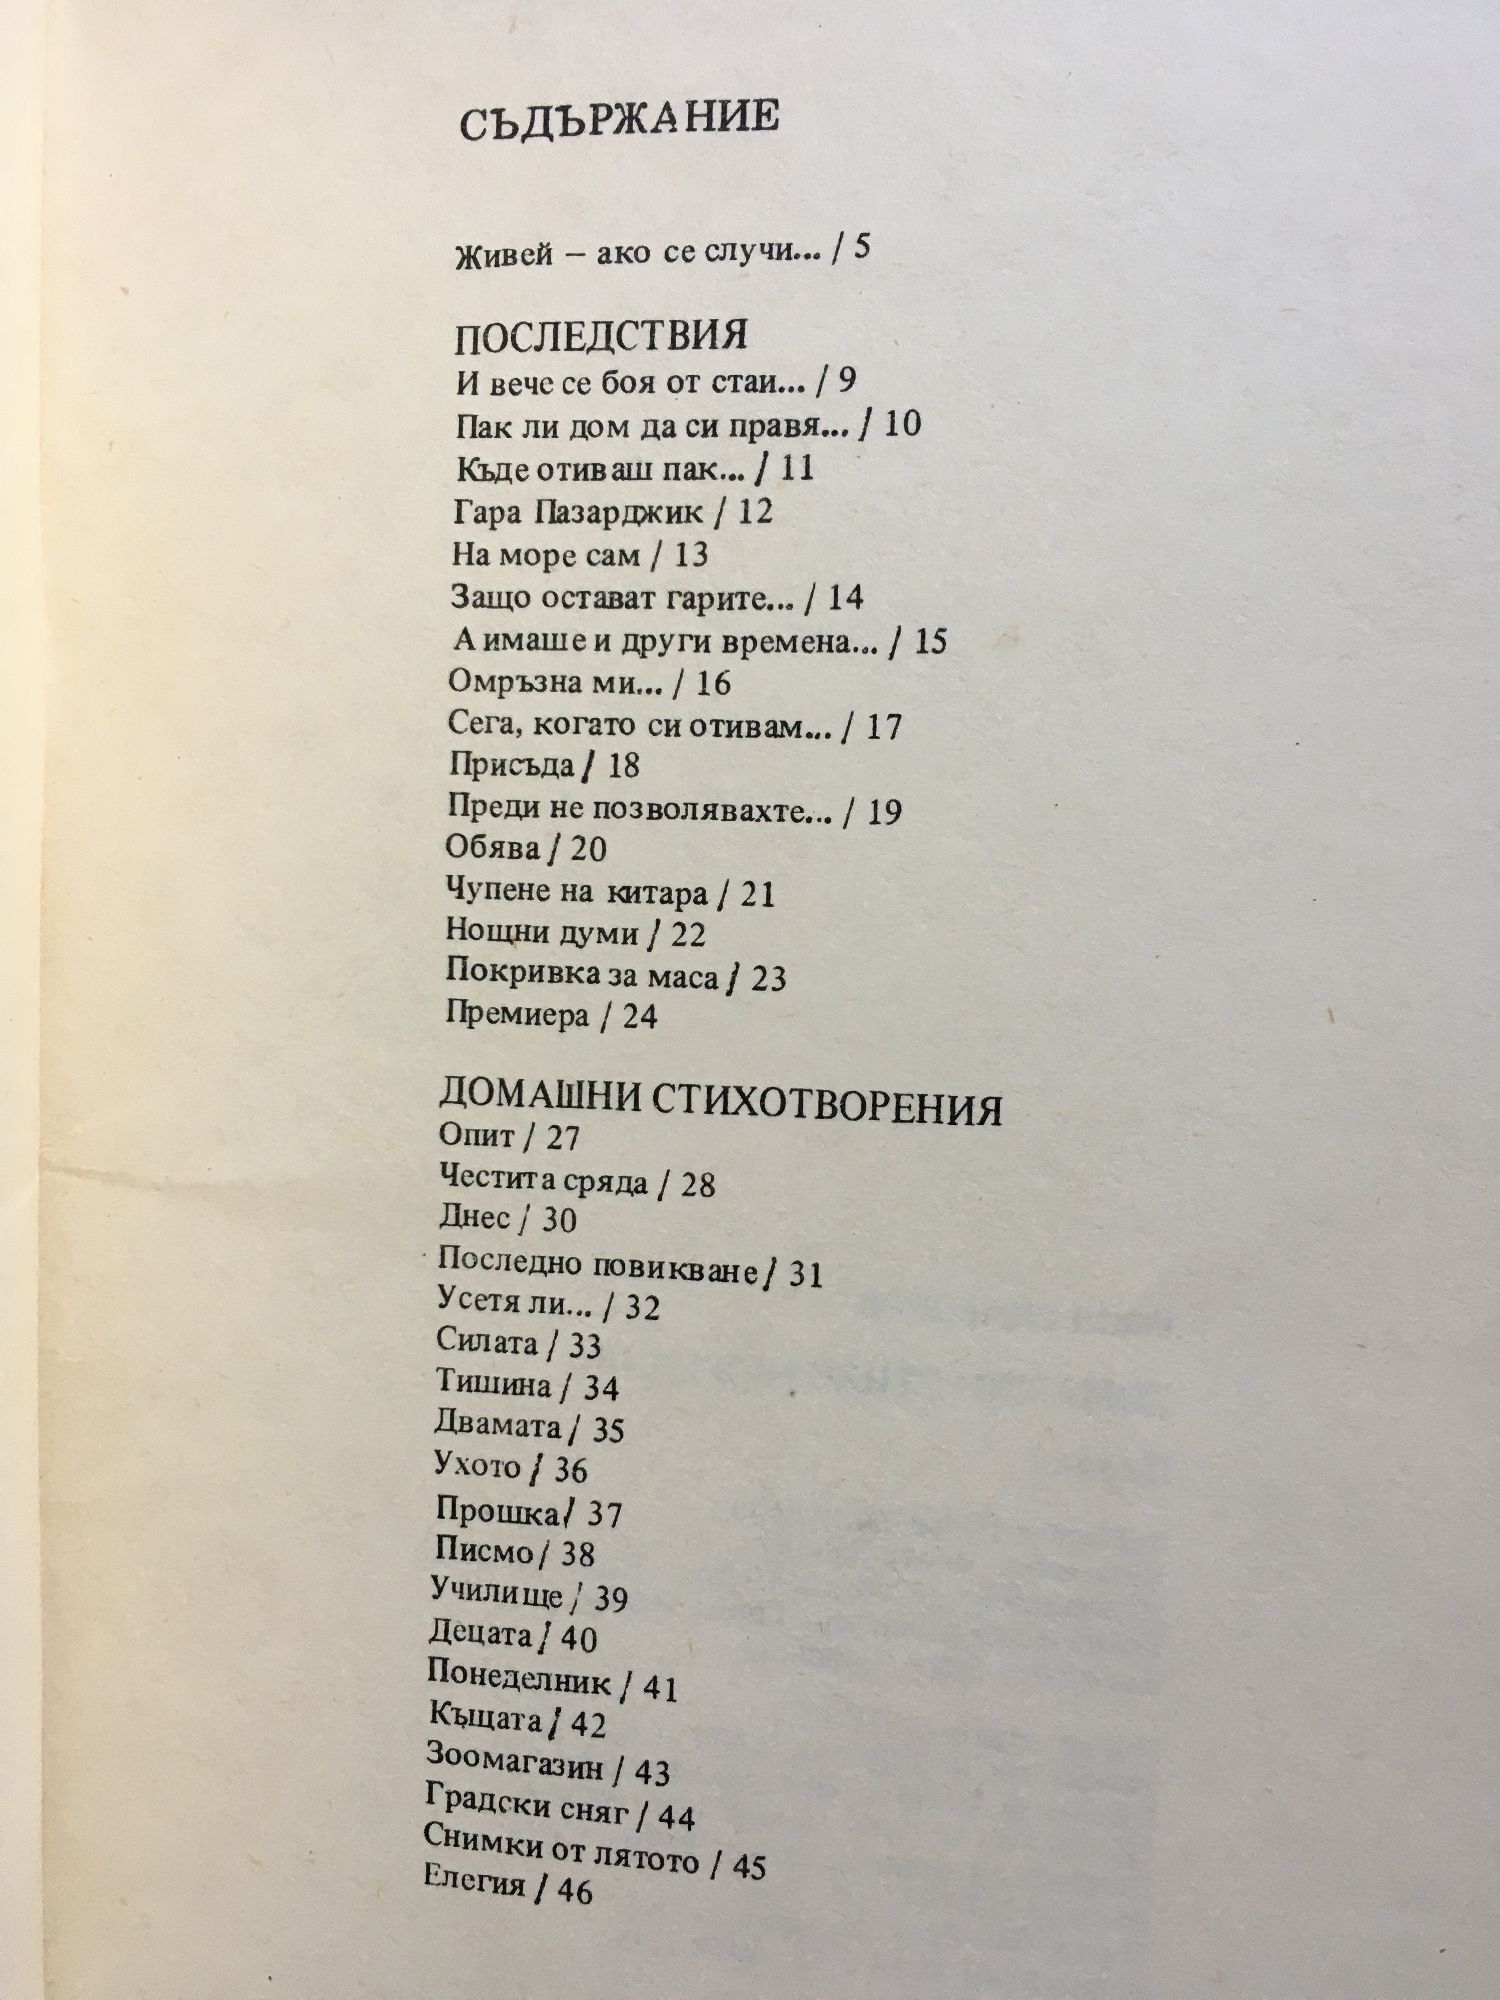 СЪДЪРЖАНИЕ
Живей – ако се случи... / 5
ПОСЛЕДСТВИЯ
И вече се боя от стаи... / 9
Пак ли дом да си правя... / 10
Къде отиваш пак... / 11
Гара Пазарджик / 12
На море сам / 13
Защо остават гарите... / 14
А имаше и други времена... / 15
Омръзна ми... / 16
Сега, когато си отивам... / 17
Присъда / 18
Преди не позволявахте... / 19
Обява / 20
Чупене на китара / 21
Нощни думи / 22
Покривка за маса / 23
Премиера / 24
ДОМАШНИ СТИХОТВОРЕНИЯ
Опит / 27
Честита сряда / 28
Днес / 30
Последно повикване / 31
Усетя ли... / 32
Силата / 33
Тишина / 34
Двамата / 35
Ухото / 36
Прошка / 37
Писмо / 38
Училище / 39
Децата / 40
Понеделник / 41
Къщата / 42
Зоомагазин / 43
Градски сняг / 44
Снимки от лятото / 45
Елегия / 46